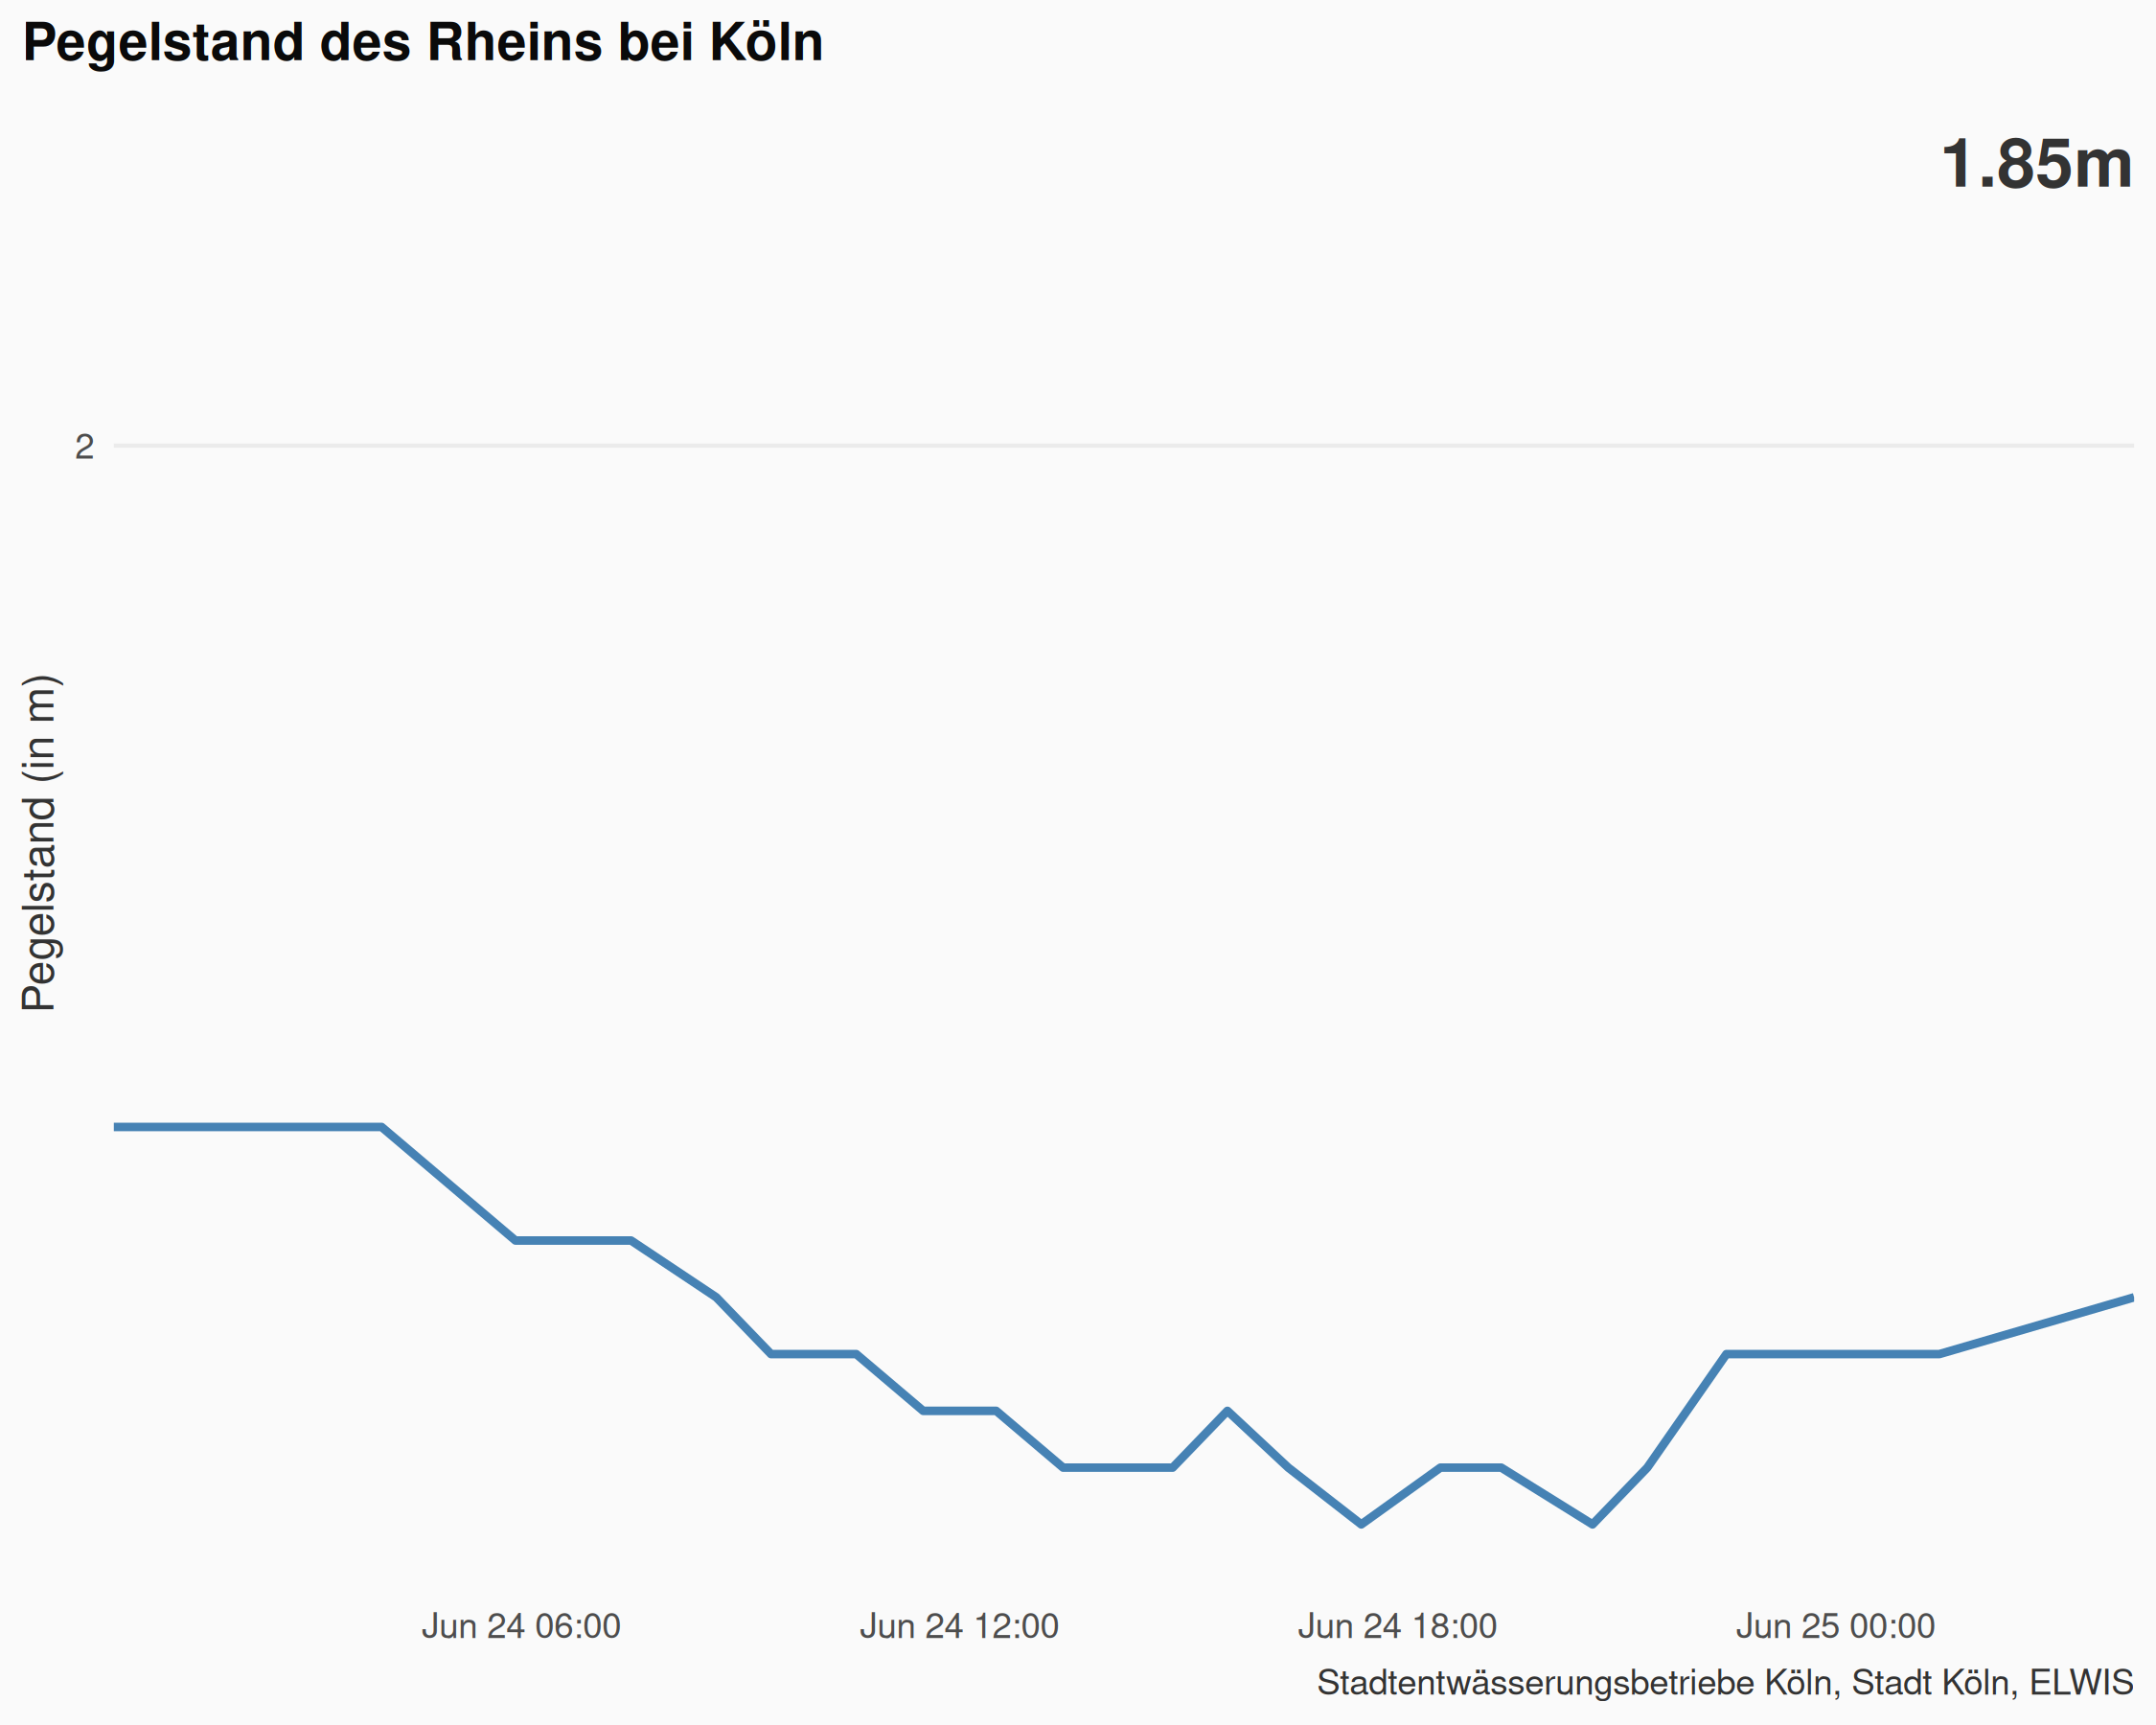 Pegelstand des Rheins bei Köln
1.85m
2
Pegelstand (in m)
Jun 24 06:00
Jun 24 12:00
Jun 24 18:00
Jun 25 00:00
Stadtentwässerungsbetriebe Köln, Stadt Köln, ELWIS